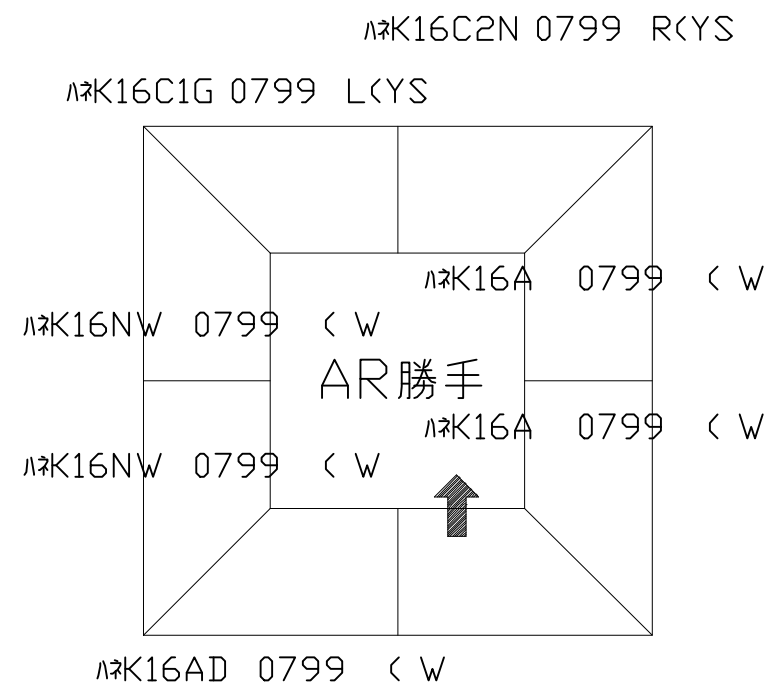 ﾊﾈK16C2N 0799 R(YS
ﾊﾈK16C1G 0799 L(YS
ﾊﾈK16A 0799 ( W
ﾊﾈK16NW 0799 ( W
AR勝手
ﾊﾈK16A 0799 ( W
ﾊﾈK16NW 0799 ( W
ﾊﾈK16AD 0799 ( W